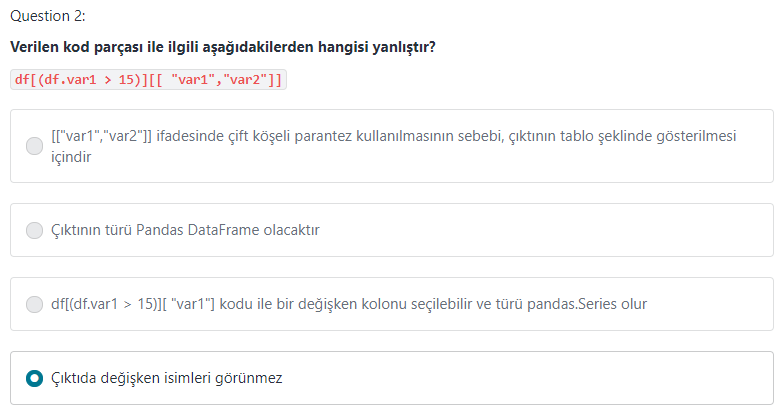 Question 2:
Verilen kod parçası ile ilgili aşağıdakilerden hangisi yanlıştır?
df[(df.var1 > 15)][[ "var1","var2"]]
[["var1","var2"]] ifadesinde çift köşeli parantez kullanılmasının sebebi, çıktının tablo şeklinde gösterilmesi
içindir
Çıktının türü Pandas DataFrame olacaktır
df[(df.var1 > 15)][ "var1"] kodu ile bir değişken kolonu seçilebilir ve türü pandas.Series olur
Çıktıda değişken isimleri görünmez